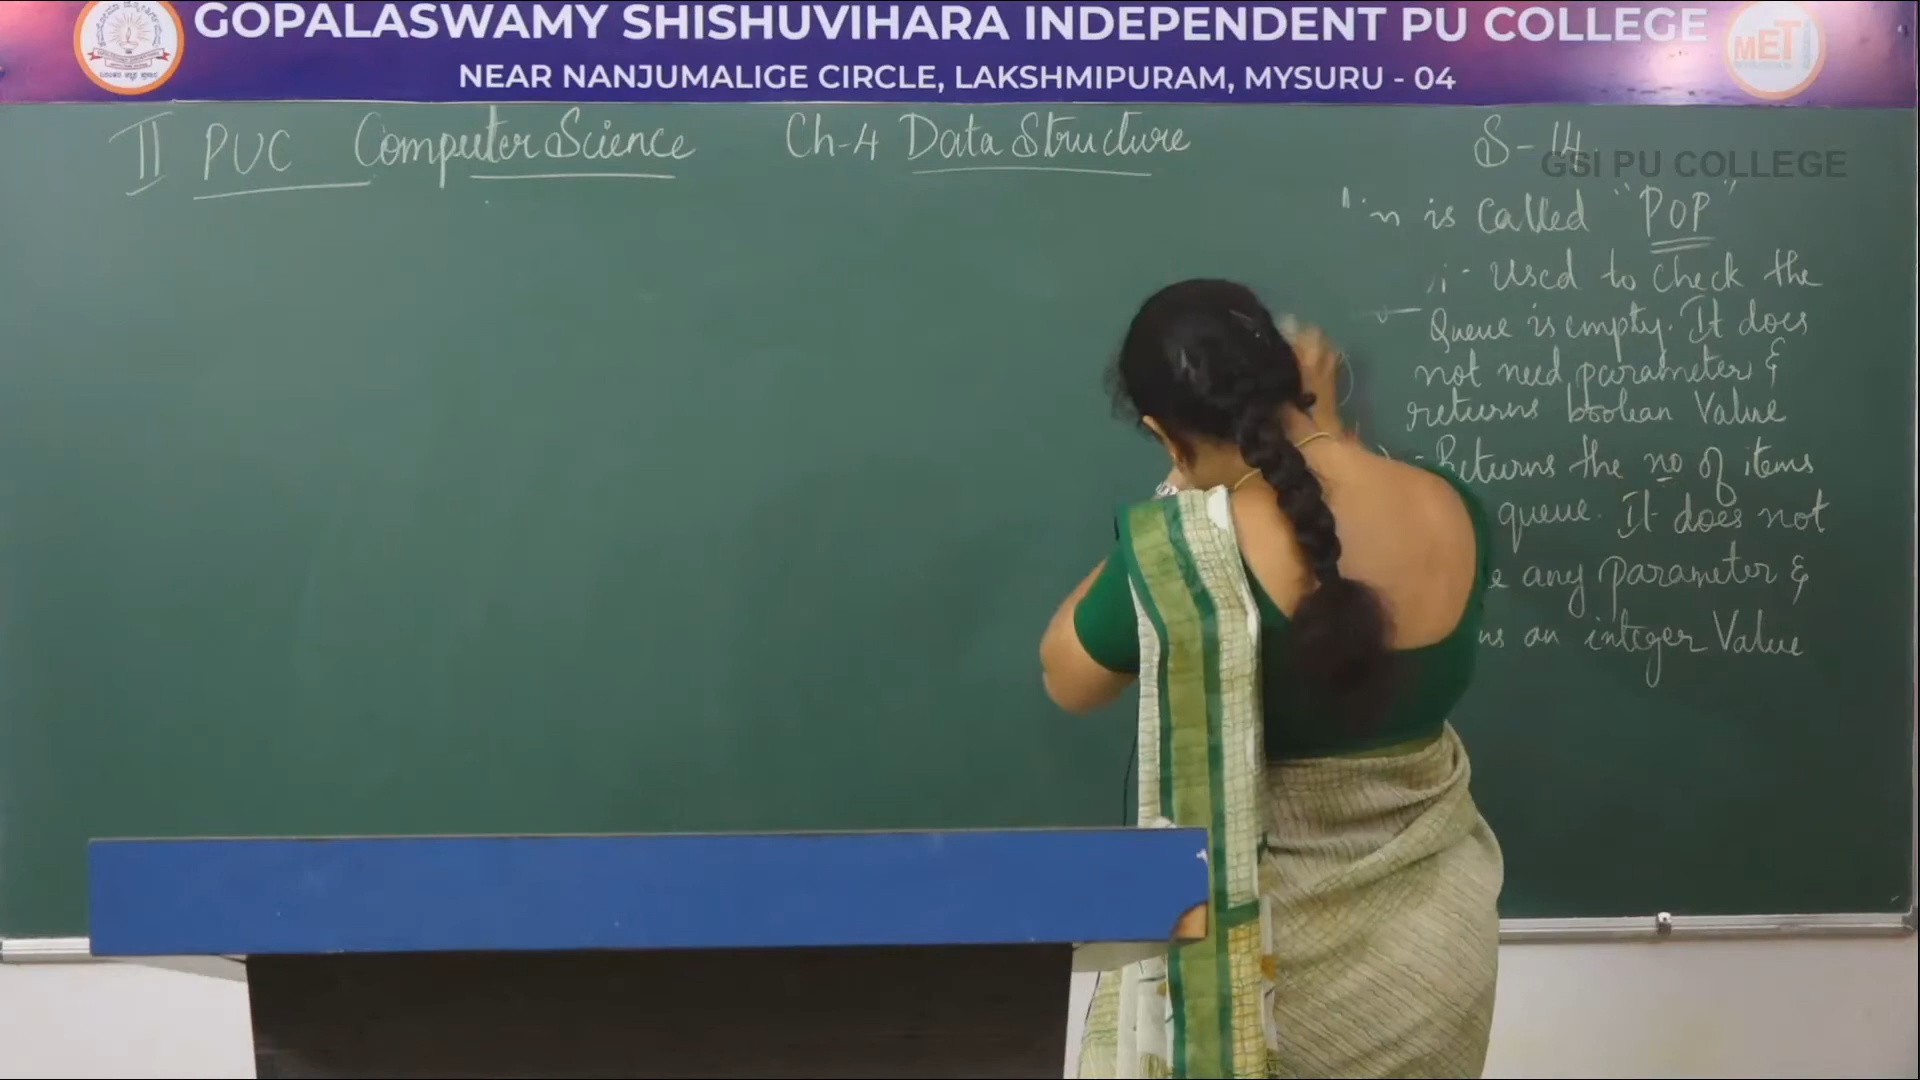 GOPALASWAMY SHISHUVIHARA INDEPENDENT PU COLLEGE
MET
NEAR NANJUMALIGE CIRCLE, LAKSHMIPURAM, MYSURU - 04
II PUC Computer Science Ch-4 Data Structure S-14
GSI PU COLLEGE
is called "POP"
- Used to check the
Queue is empty. It does
not need parameter &
returns boolean Value
- Returns the no of items
queue. It does not
any parameter &
an integer Value